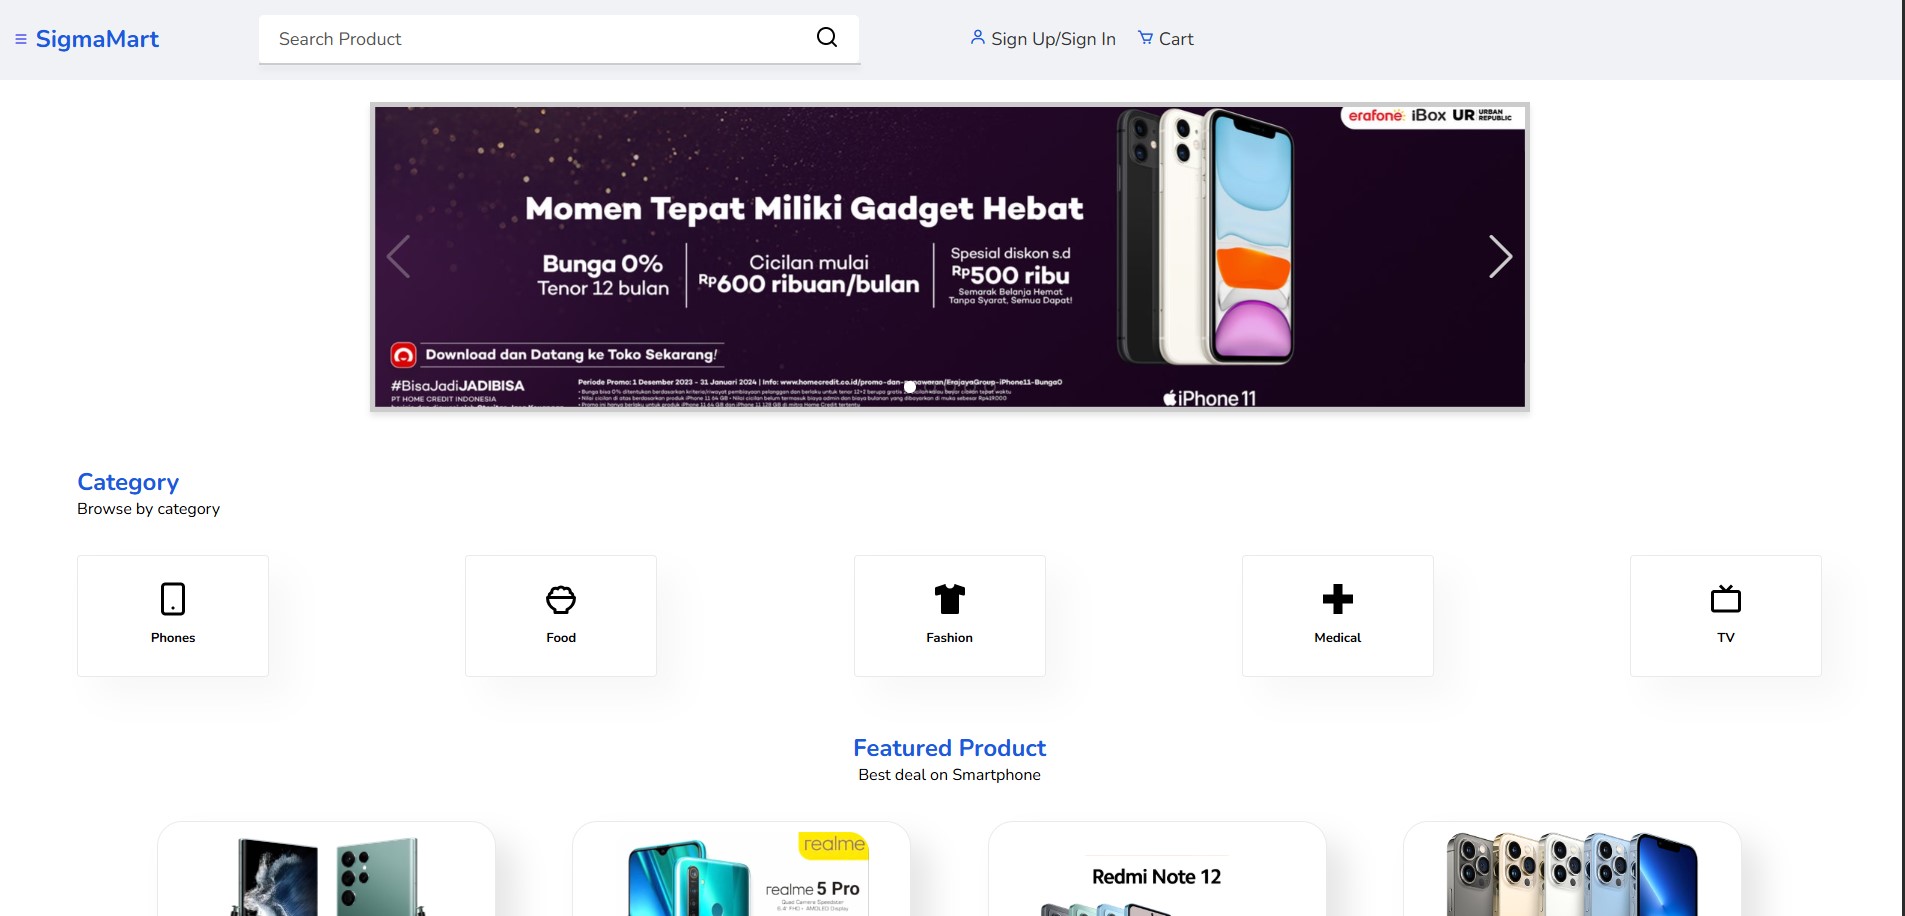 SigmaMart
Search Product
Sign Up/Sign In
Cart
erafone iBox UR URBAN REPUBLIC
Momen Tepat Miliki Gadget Hebat
Bunga 0%
Tenor 12 bulan
Cicilan mulai
Rp600 ribuan/bulan
Spesial diskon s.d
Rp500 ribu
Semarak Belanja Hemat
Tanpa Syarat, Semua Dapat!
Download dan Datang ke Toko Sekarang!
#BisaJadiJADIBISA
PT HOME CREDIT INDONESIA
Periode Promo: 1 Desember 2023 - 31 Januari 2024 | Info: www.homecredit.co.id/promo-dan-penawaran/ErajayaGroup-iPhone11-Bunga0
iPhone 11
Category
Browse by category
Phones
Food
Fashion
Medical
TV
Featured Product
Best deal on Smartphone
realme
realme 5 Pro
Quad Camera Speedster
Redmi Note 12